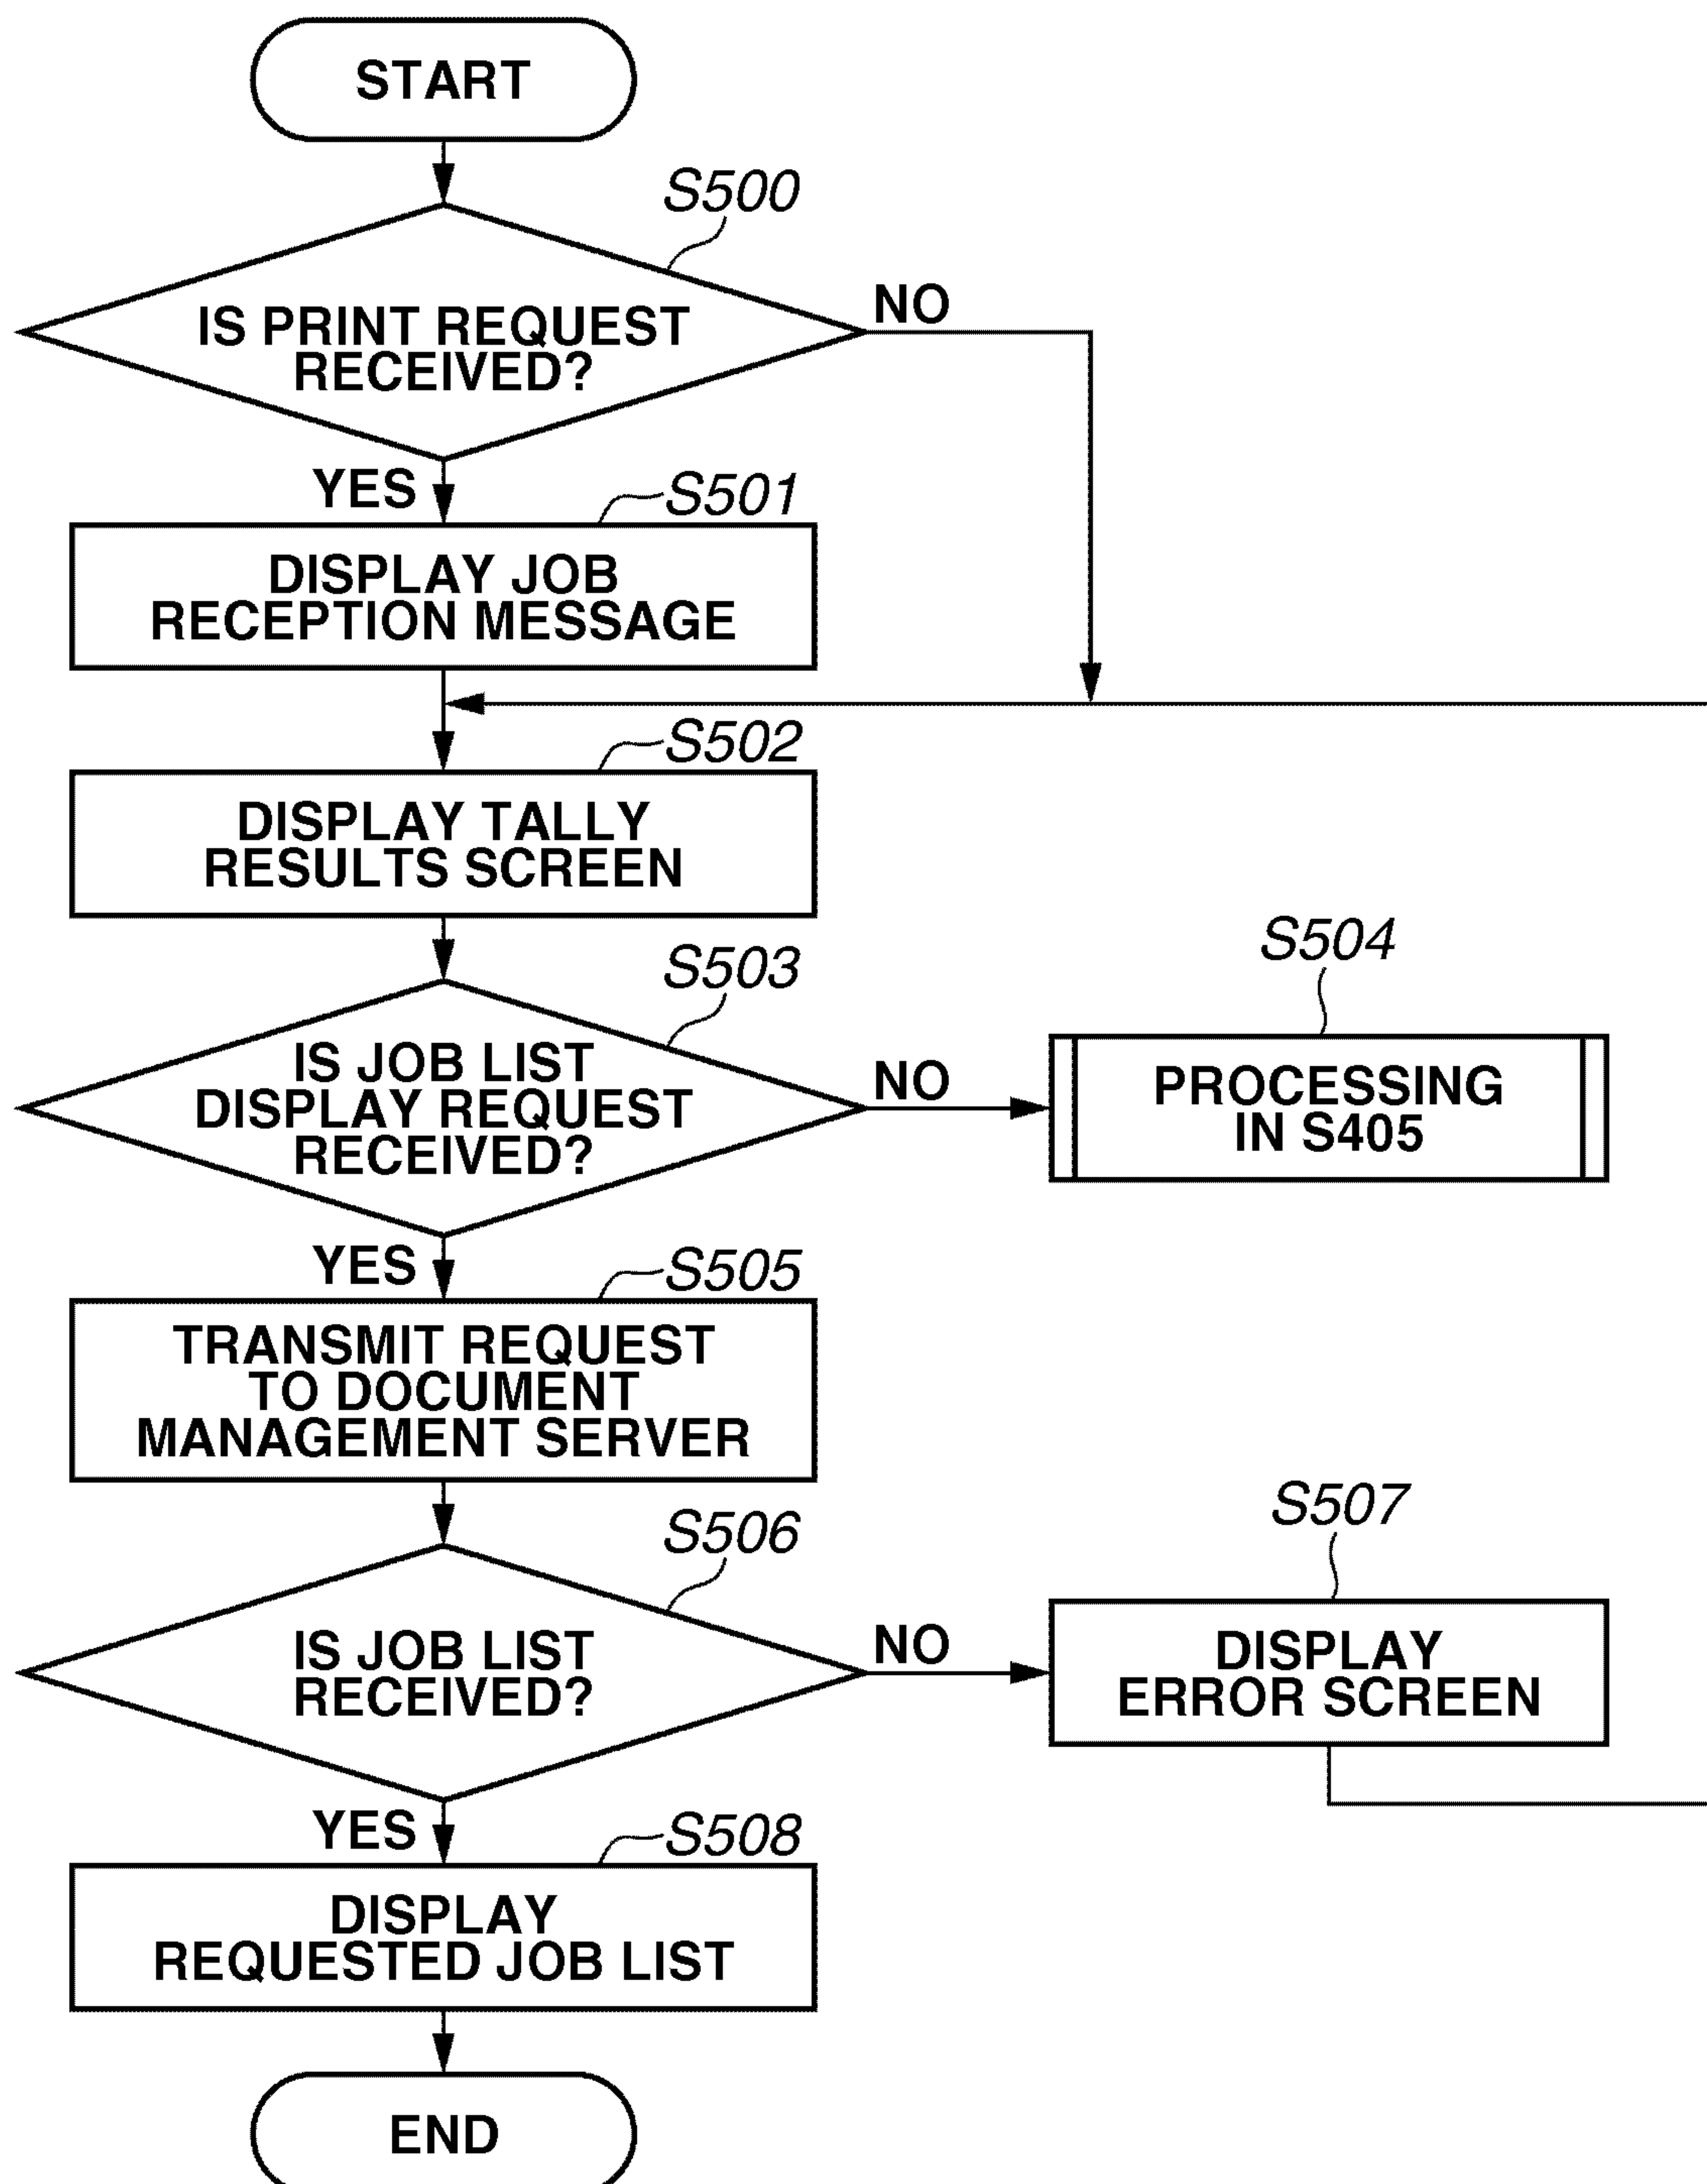 START
S500
IS PRINT REQUEST
RECEIVED?
NO
YES
S501
DISPLAY JOB
RECEPTION MESSAGE
S502
DISPLAY TALLY
RESULTS SCREEN
S503
IS JOB LIST
DISPLAY REQUEST
RECEIVED?
NO
S504
PROCESSING
IN S405
YES
S505
TRANSMIT REQUEST
TO DOCUMENT
MANAGEMENT SERVER
S506
IS JOB LIST
RECEIVED?
NO
S507
DISPLAY
ERROR SCREEN
YES
S508
DISPLAY
REQUESTED JOB LIST
END